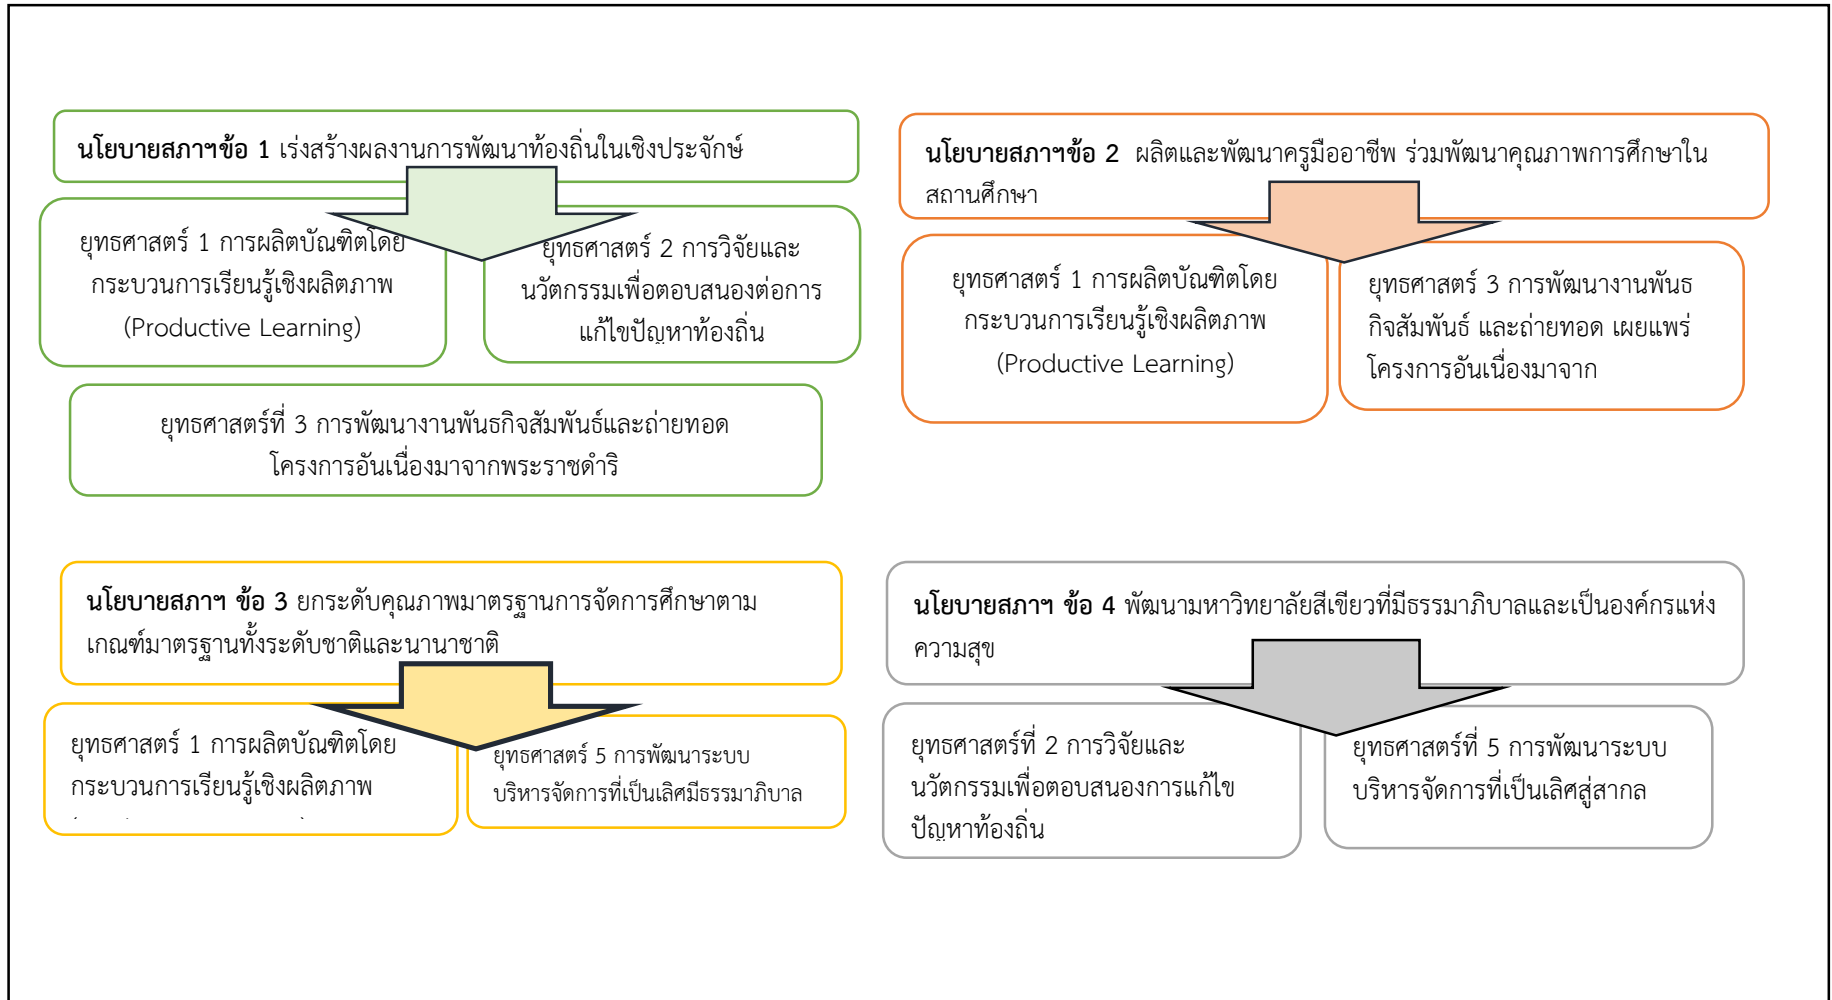 นโยบายสภาฯข้อ 1 เร่งสร้างผลงานการพัฒนาท้องถิ่นในเชิงประจักษ์
ยุทธศาสตร์ 1 การผลิตบัณฑิตโดย
กระบวนการเรียนรู้เชิงผลิตภาพ
(Productive Learning)
ยุทธศาสตร์ 2 การวิจัยและ
นวัตกรรมเพื่อตอบสนองต่อการ
แก้ไขปัญหาท้องถิ่น
ยุทธศาสตร์ที่ 3 การพัฒนางานพันธกิจสัมพันธ์และถ่ายทอด
โครงการอันเนื่องมาจากพระราชดำริ
นโยบายสภาฯข้อ 2 ผลิตและพัฒนาครูมืออาชีพ ร่วมพัฒนาคุณภาพการศึกษาใน
สถานศึกษา
ยุทธศาสตร์ 1 การผลิตบัณฑิตโดย
กระบวนการเรียนรู้เชิงผลิตภาพ
(Productive Learning)
ยุทธศาสตร์ 3 การพัฒนางานพันธ
กิจสัมพันธ์ และถ่ายทอด เผยแพร่
โครงการอันเนื่องมาจาก
นโยบายสภาฯ ข้อ 3 ยกระดับคุณภาพมาตรฐานการจัดการศึกษาตาม
เกณฑ์มาตรฐานทั้งระดับชาติและนานาชาติ
ยุทธศาสตร์ 1 การผลิตบัณฑิตโดย
กระบวนการเรียนรู้เชิงผลิตภาพ
ยุทธศาสตร์ 5 การพัฒนาระบบ
บริหารจัดการที่เป็นเลิศมีธรรมาภิบาล
นโยบายสภาฯ ข้อ 4 พัฒนามหาวิทยาลัยสีเขียวที่มีธรรมาภิบาลและเป็นองค์กรแห่ง
ความสุข
ยุทธศาสตร์ที่ 2 การวิจัยและ
นวัตกรรมเพื่อตอบสนองการแก้ไข
ปัญหาท้องถิ่น
ยุทธศาสตร์ที่ 5 การพัฒนาระบบ
บริหารจัดการที่เป็นเลิศสู่สากล